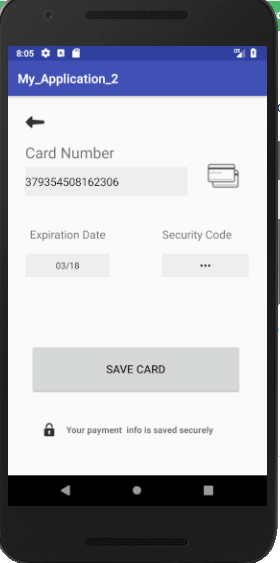 8:05
My_Application_2
Card Number
379354508162306
Expiration Date
Security Code
03/18
•••
SAVE CARD
Your payment info is saved securely